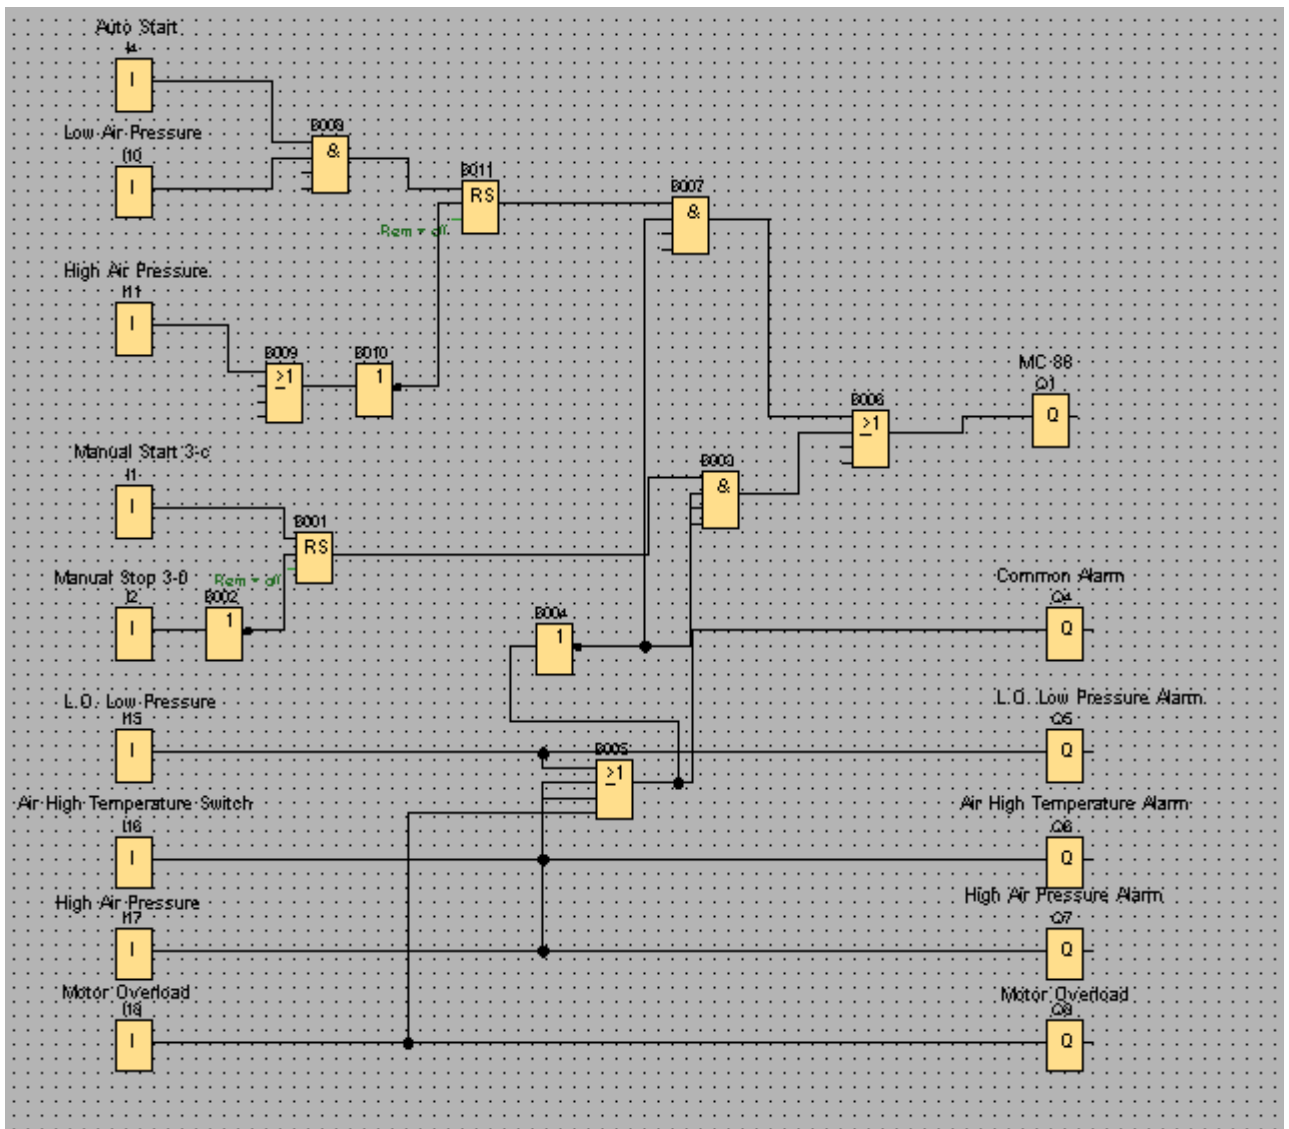 Auto Start
I4
I
Low Air Pressure
I10
I
B008
&
B011
RS
Rem = off
B007
&
High Air Pressure
I11
I
B009
>1
B010
1
MC 88
Q1
Q
B006
>1
Manual Start 3-c
I1
I
B003
&
B001
RS
Rem = off
Manual Stop 3-0
I2
I
B002
1
Common Alarm
Q4
Q
B004
1
L.O. Low Pressure
I15
I
L.O. Low Pressure Alarm
Q5
Q
B005
>1
Air High Temperature Switch
I16
I
Air High Temperature Alarm
Q6
Q
High Air Pressure
I17
I
High Air Pressure Alarm
Q7
Q
Motor Overload
I18
I
Motor Overload
Q8
Q